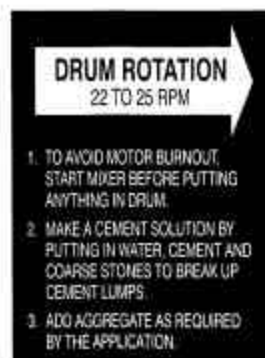 DRUM ROTATION
22 TO 25 RPM
1. TO AVOID MOTOR BURNOUT,
START MIXER BEFORE PUTTING
ANYTHING IN DRUM.
2. MAKE A CEMENT SOLUTION BY
PUTTING IN WATER, CEMENT AND
COARSE STONES TO BREAK UP
CEMENT LUMPS.
3. ADD AGGREGATE AS REQUIRED
BY THE APPLICATION.